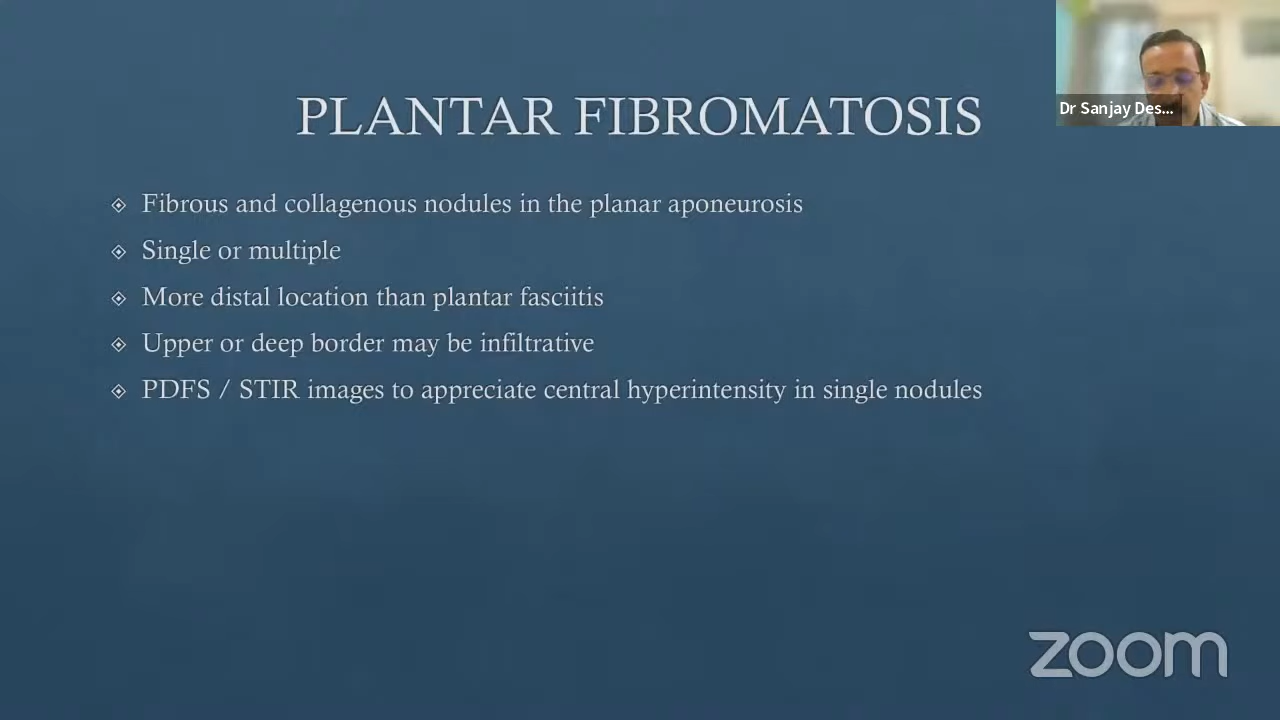 Dr Sanjay Des...
PLANTAR FIBROMATOSIS
Fibrous and collagenous nodules in the planar aponeurosis
Single or multiple
More distal location than plantar fasciitis
Upper or deep border may be infiltrative
PDFS / STIR images to appreciate central hyperintensity in single nodules
zoom